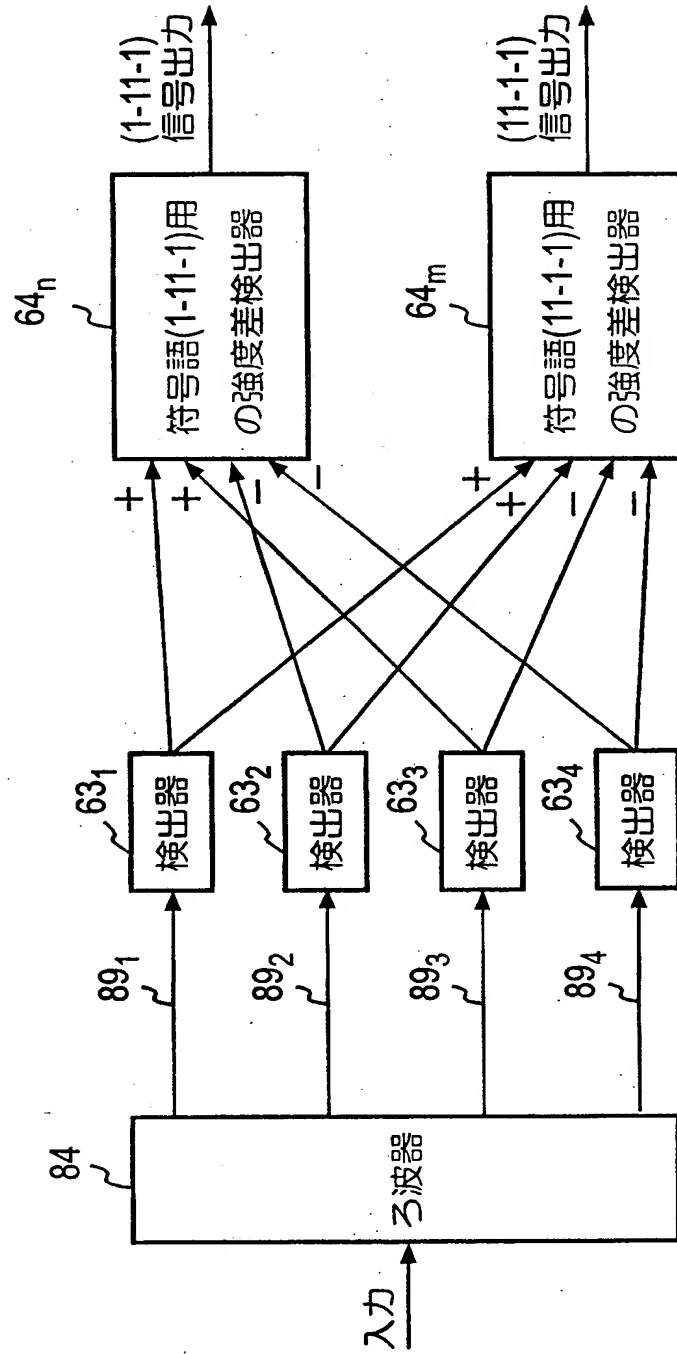 入力
84
ろ波器
89₁
89₂
89₃
89₄
63₁
検出器
63₂
検出器
63₃
検出器
63₄
検出器
+
+
-
-
64ₙ
符号語(1-11-1)用
の強度差検出器
(1-11-1)
信号出力
+
+
-
-
64ₘ
符号語(11-1-1)用
の強度差検出器
(11-1-1)
信号出力